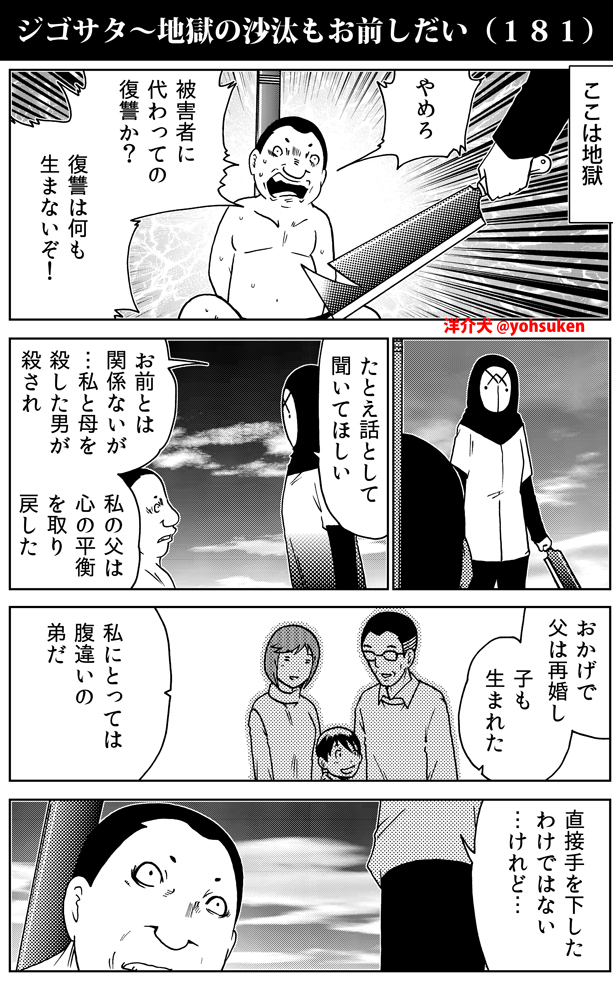 ジゴサタ～地獄の沙汰もお前しだい（１８１）
ここは地獄
やめろ
被害者に
代わっての
復讐か？
復讐は何も
生まないぞ！
洋介犬 @yohsuken
たとえ話として
聞いてほしい
お前とは
関係ないが
…私と母を
殺した男が
殺され
私の父は
心の平衡
を取り
戻した
おかげで
父は再婚し
子も
生まれた
私にとっては
腹違いの
弟だ
直接手を下した
わけではない
…けれど…